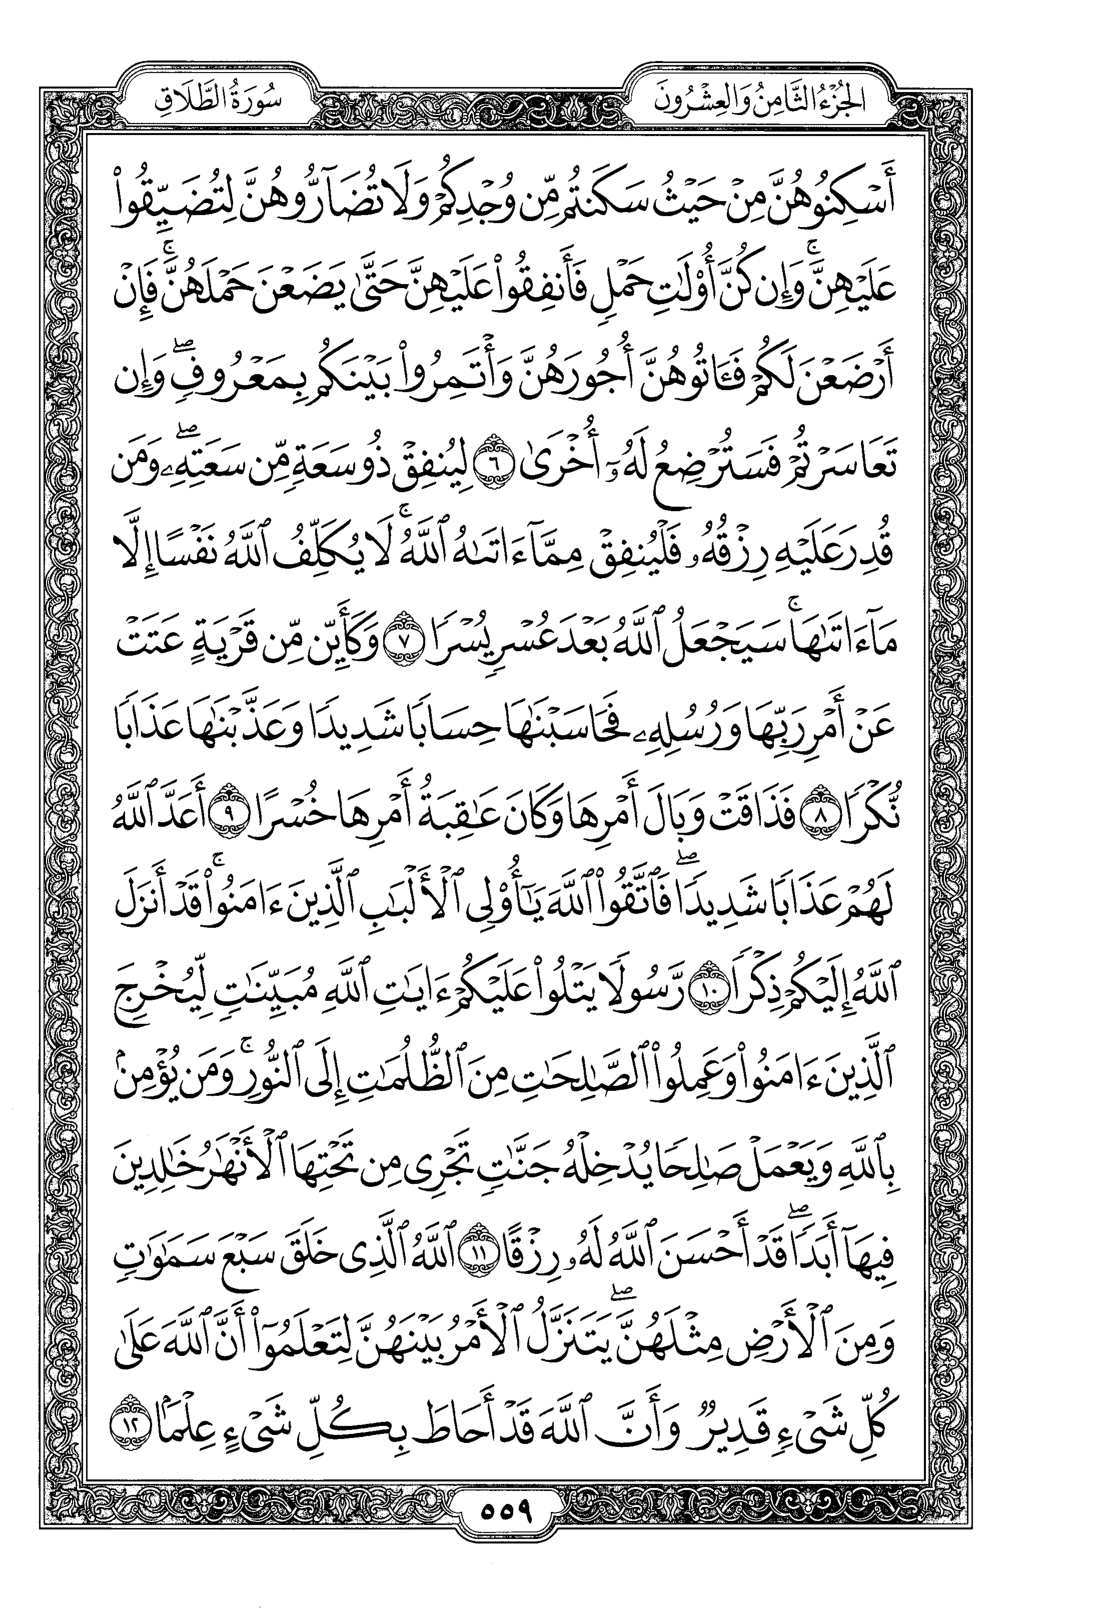 الجُزْءُ الثَّامِنُ وَالعِشْرُونَ
سُورَةُ الطَّلَاقِ
أَسْكِنُوهُنَّ مِنْ حَيْثُ سَكَنتُم مِّن وُجْدِكُمْ وَلَا تُضَآرُّوهُنَّ لِتُضَيِّقُوا۟
عَلَيْهِنَّ ۚ وَإِن كُنَّ أُو۟لَٰتِ حَمْلٍ فَأَنفِقُوا۟ عَلَيْهِنَّ حَتَّىٰ يَضَعْنَ حَمْلَهُنَّ ۚ فَإِنْ
أَرْضَعْنَ لَكُمْ فَـَٔاتُوهُنَّ أُجُورَهُنَّ وَأْتَمِرُوا۟ بَيْنَكُم بِمَعْرُوفٍ ۖ وَإِن
تَعَاسَرْتُمْ فَسَتُرْضِعُ لَهُۥٓ أُخْرَىٰ ٦ لِيُنفِقْ ذُو سَعَةٍ مِّن سَعَتِهِۦ ۖ وَمَن
قُدِرَ عَلَيْهِ رِزْقُهُۥ فَلْيُنفِقْ مِمَّآ ءَاتَىٰهُ ٱللَّهُ ۚ لَا يُكَلِّفُ ٱللَّهُ نَفْسًا إِلَّا
مَآ ءَاتَىٰهَا ۚ سَيَجْعَلُ ٱللَّهُ بَعْدَ عُسْرٍ يُسْرًا ٧ وَكَأَيِّن مِّن قَرْيَةٍ عَتَتْ
عَنْ أَمْرِ رَبِّهَا وَرُسُلِهِۦ فَحَاسَبْنَٰهَا حِسَابًا شَدِيدًا وَعَذَّبْنَٰهَا عَذَابًا
نُّكْرًا ٨ فَذَاقَتْ وَبَالَ أَمْرِهَا وَكَانَ عَٰقِبَةُ أَمْرِهَا خُسْرًا ٩ أَعَدَّ ٱللَّهُ
لَهُمْ عَذَابًا شَدِيدًا ۖ فَٱتَّقُوا۟ ٱللَّهَ يَٰٓأُو۟لِى ٱلْأَلْبَٰبِ ٱلَّذِينَ ءَامَنُوا۟ ۚ قَدْ أَنزَلَ
ٱللَّهُ إِلَيْكُمْ ذِكْرًا ١٠ رَّسُولًا يَتْلُوا۟ عَلَيْكُمْ ءَايَٰتِ ٱللَّهِ مُبَيِّنَٰتٍ لِّيُخْرِجَ
ٱلَّذِينَ ءَامَنُوا۟ وَعَمِلُوا۟ ٱلصَّٰلِحَٰتِ مِنَ ٱلظُّلُمَٰتِ إِلَى ٱلنُّورِ ۚ وَمَن يُؤْمِنۢ
بِٱللَّهِ وَيَعْمَلْ صَٰلِحًا يُدْخِلْهُ جَنَّٰتٍ تَجْرِى مِن تَحْتِهَا ٱلْأَنْهَٰرُ خَٰلِدِينَ
فِيهَآ أَبَدًا ۖ قَدْ أَحْسَنَ ٱللَّهُ لَهُۥ رِزْقًا ١١ ٱللَّهُ ٱلَّذِى خَلَقَ سَبْعَ سَمَٰوَٰتٍ
وَمِنَ ٱلْأَرْضِ مِثْلَهُنَّ ۖ يَتَنَزَّلُ ٱلْأَمْرُ بَيْنَهُنَّ لِتَعْلَمُوٓا۟ أَنَّ ٱللَّهَ عَلَىٰ
كُلِّ شَىْءٍ قَدِيرٌ وَأَنَّ ٱللَّهَ قَدْ أَحَاطَ بِكُلِّ شَىْءٍ عِلْمًۢا ١٢
٥٥٩